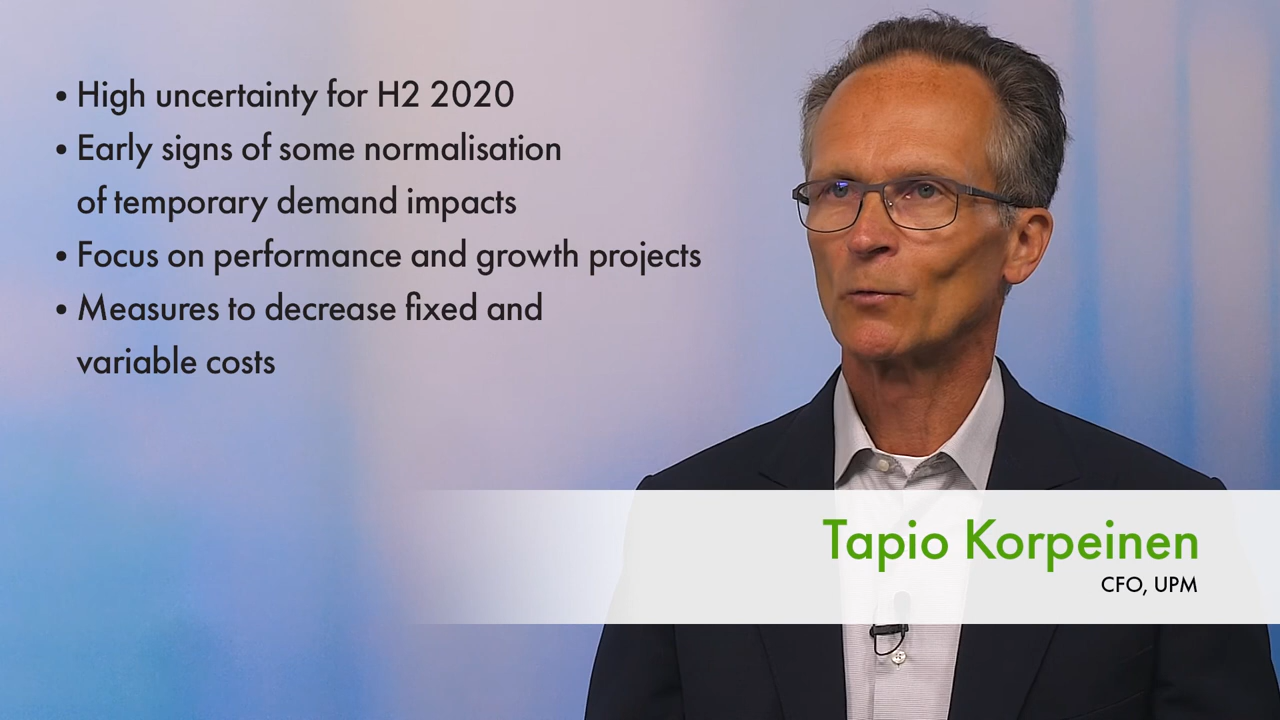 • High uncertainty for H2 2020
• Early signs of some normalisation
of temporary demand impacts
• Focus on performance and growth projects
• Measures to decrease fixed and
variable costs
Tapio Korpeinen
CFO, UPM